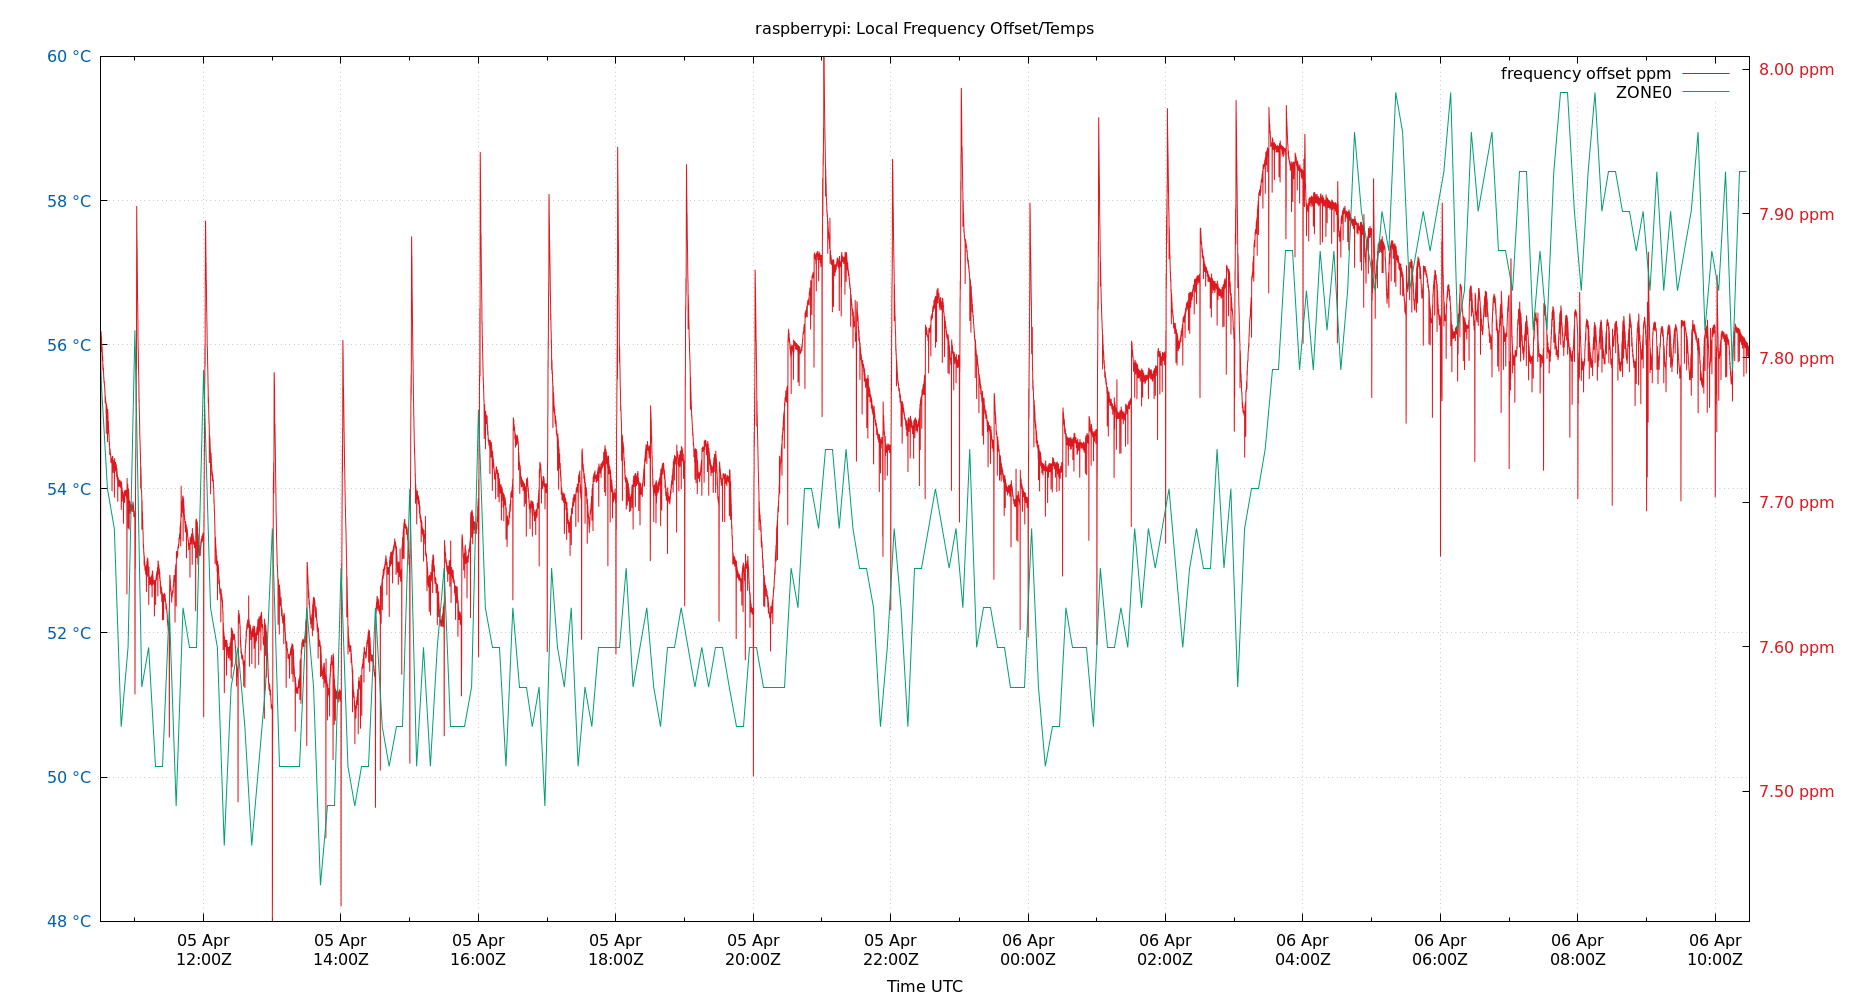 raspberrypi: Local Frequency Offset/Temps
frequency offset ppm
ZONE0
60 °C
58 °C
56 °C
54 °C
52 °C
50 °C
48 °C
8.00 ppm
7.90 ppm
7.80 ppm
7.70 ppm
7.60 ppm
7.50 ppm
05 Apr
12:00Z
05 Apr
14:00Z
05 Apr
16:00Z
05 Apr
18:00Z
05 Apr
20:00Z
05 Apr
22:00Z
06 Apr
00:00Z
06 Apr
02:00Z
06 Apr
04:00Z
06 Apr
06:00Z
06 Apr
08:00Z
06 Apr
10:00Z
Time UTC